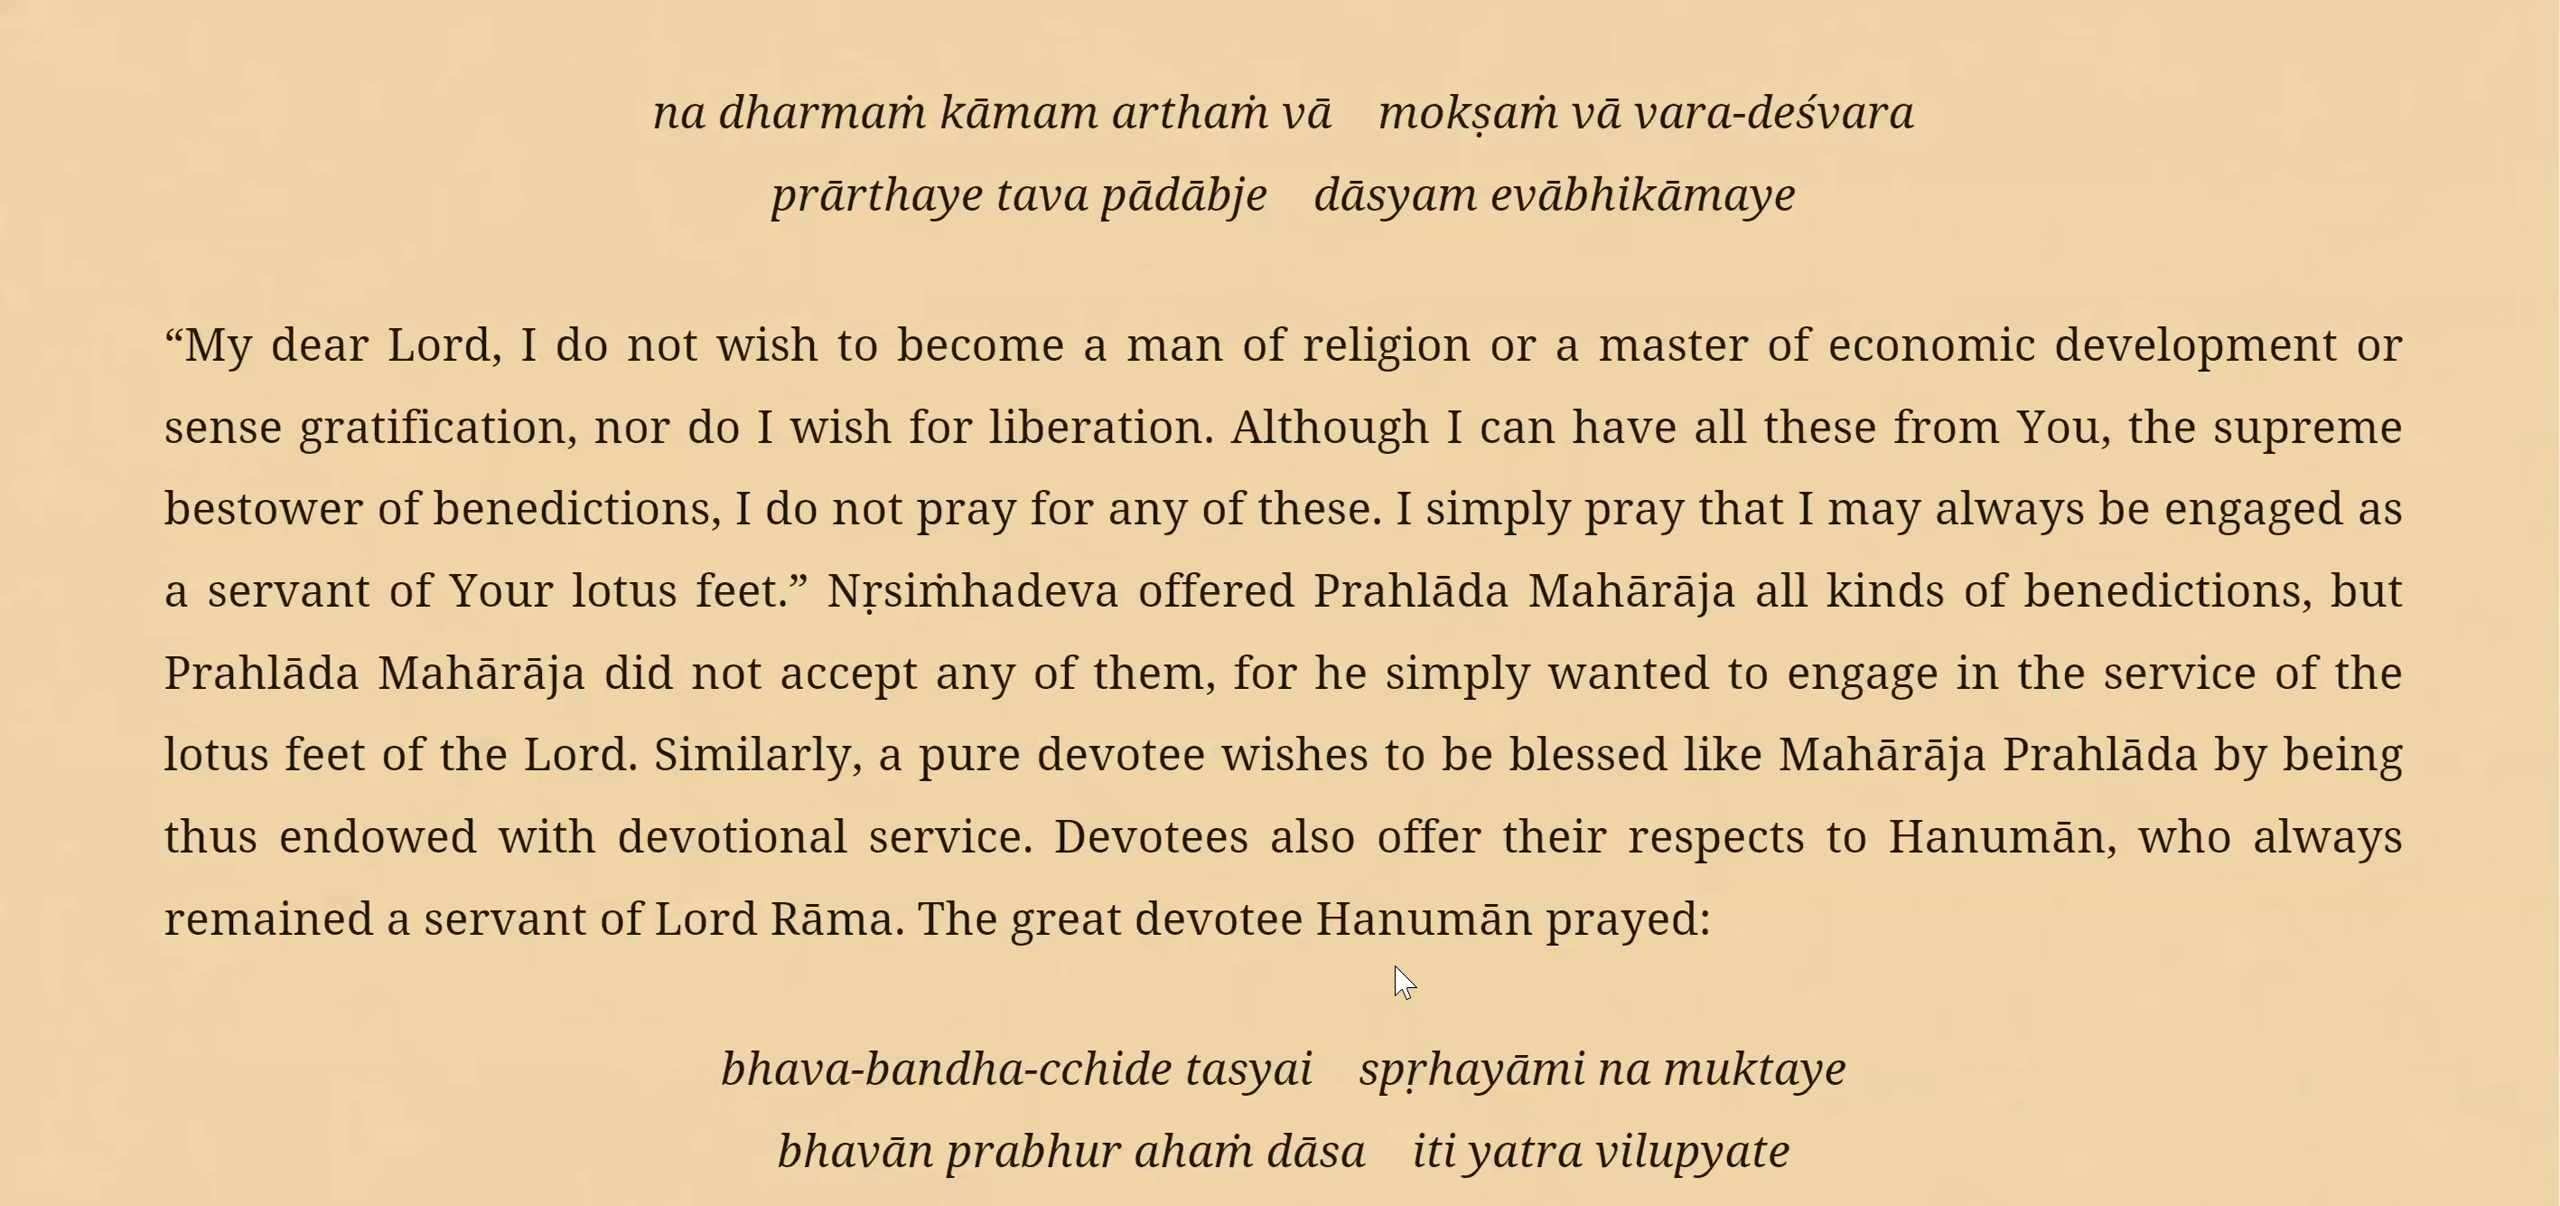 na dharmaṁ kāmam arthaṁ vā mokṣaṁ vā vara-deśvara
prārthaye tava pādābje dāsyam evābhikāmaye
“My dear Lord, I do not wish to become a man of religion or a master of economic development or
sense gratification, nor do I wish for liberation. Although I can have all these from You, the supreme
bestower of benedictions, I do not pray for any of these. I simply pray that I may always be engaged as
a servant of Your lotus feet.” Nṛsiṁhadeva offered Prahlāda Mahārāja all kinds of benedictions, but
Prahlāda Mahārāja did not accept any of them, for he simply wanted to engage in the service of the
lotus feet of the Lord. Similarly, a pure devotee wishes to be blessed like Mahārāja Prahlāda by being
thus endowed with devotional service. Devotees also offer their respects to Hanumān, who always
remained a servant of Lord Rāma. The great devotee Hanumān prayed:
bhava-bandha-cchide tasyai spṛhayāmi na muktaye
bhavān prabhur ahaṁ dāsa iti yatra vilupyate